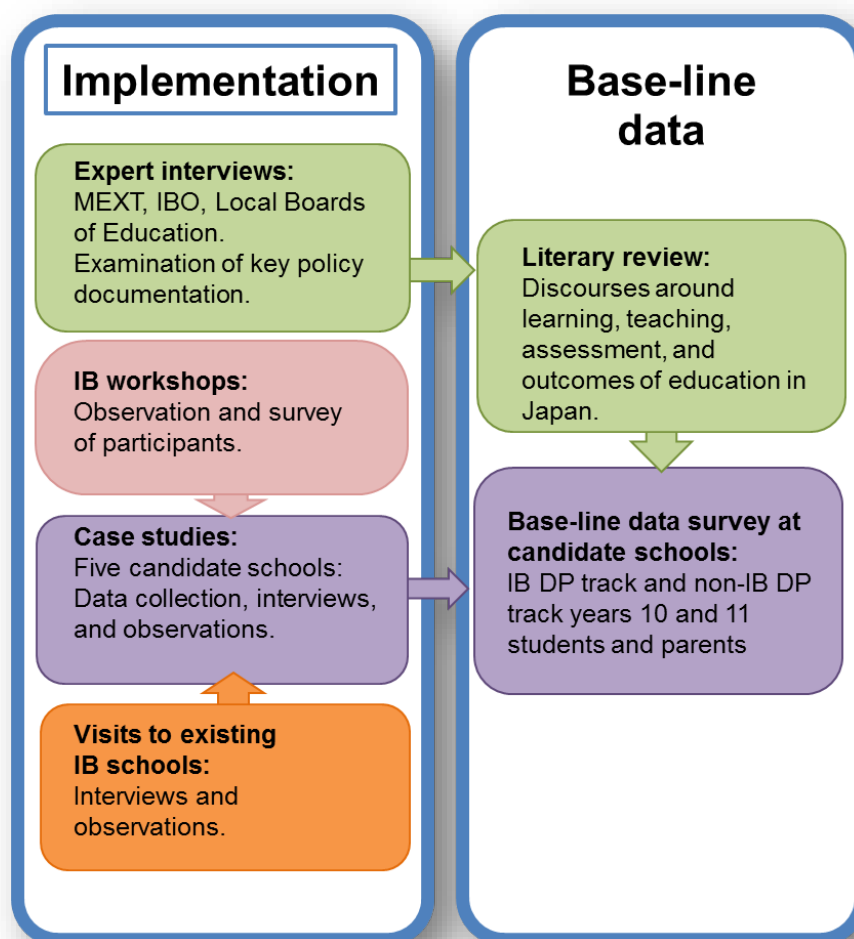 Implementation
Expert interviews:
MEXT, IBO, Local Boards
of Education.
Examination of key policy
documentation.
IB workshops:
Observation and survey
of participants.
Case studies:
Five candidate schools:
Data collection, interviews,
and observations.
Visits to existing
IB schools:
Interviews and
observations.
Base-line
data
Literary review:
Discourses around
learning, teaching,
assessment, and
outcomes of education in
Japan.
Base-line data survey at
candidate schools:
IB DP track and non-IB DP
track years 10 and 11
students and parents